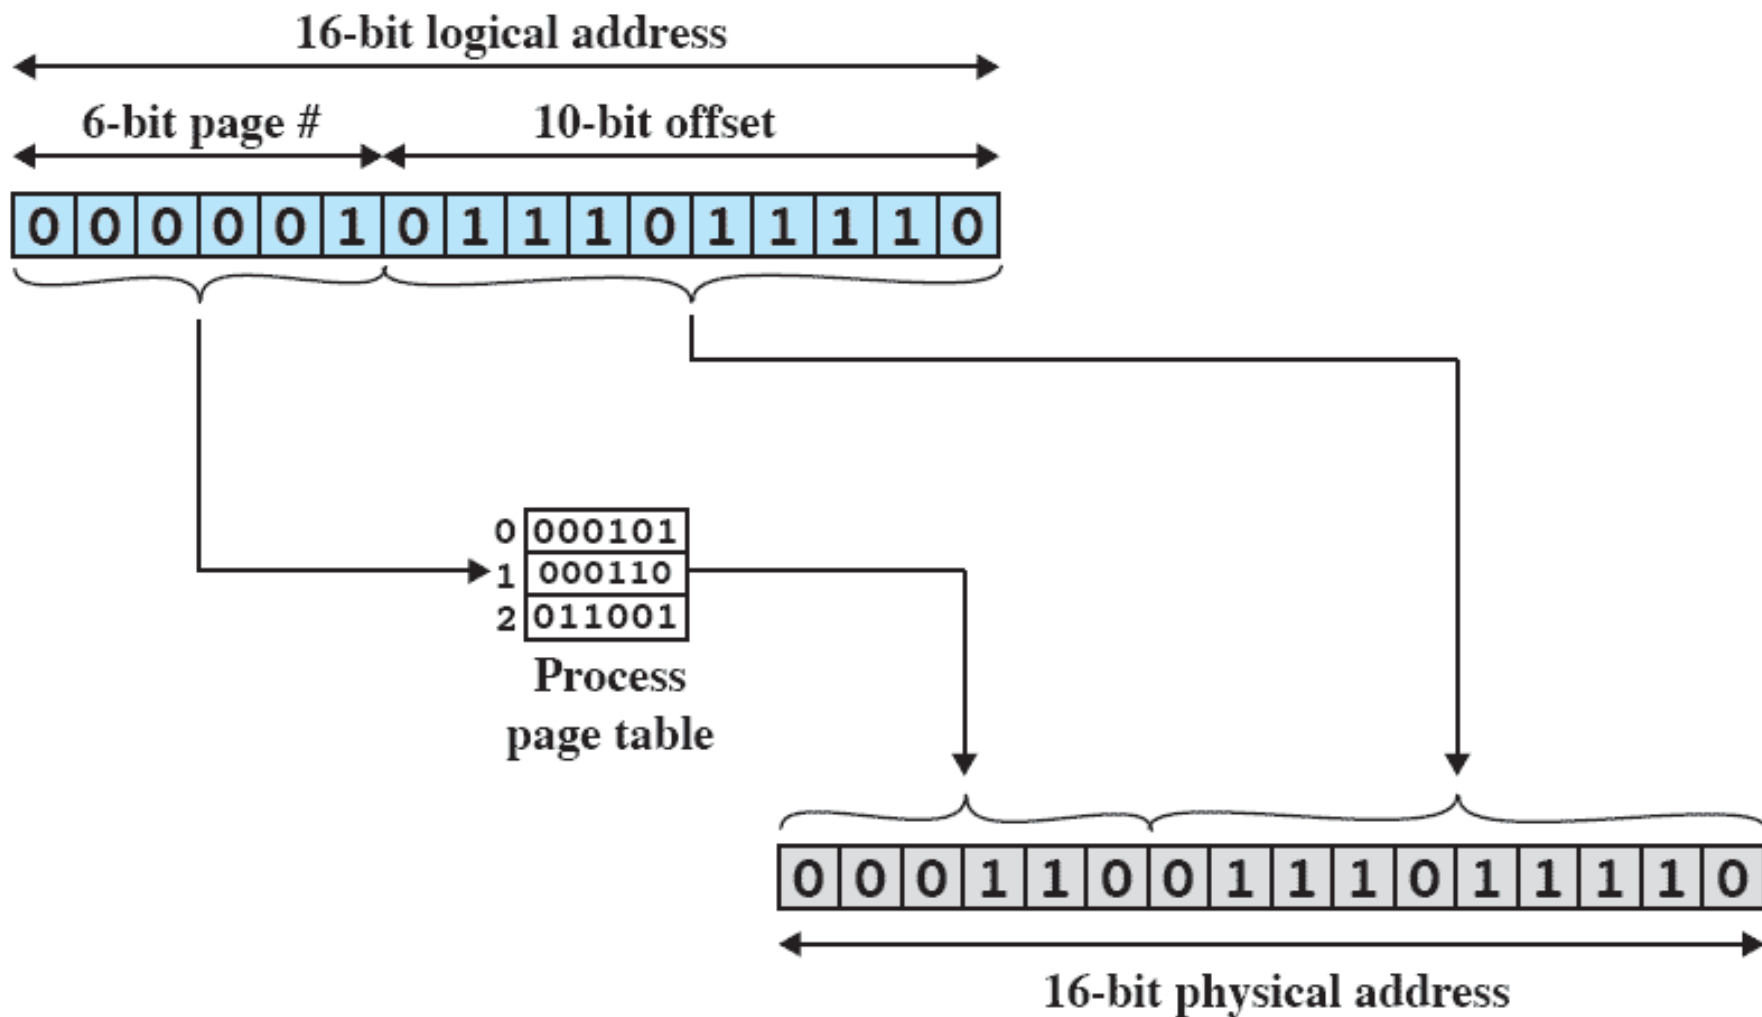 16-bit logical address
6-bit page # 10-bit offset
0 0 0 0 0 1 0 1 1 1 0 1 1 1 1 0
0 000101
1 000110
2 011001
Process
page table
0 0 0 1 1 0 0 1 1 1 0 1 1 1 1 0
16-bit physical address